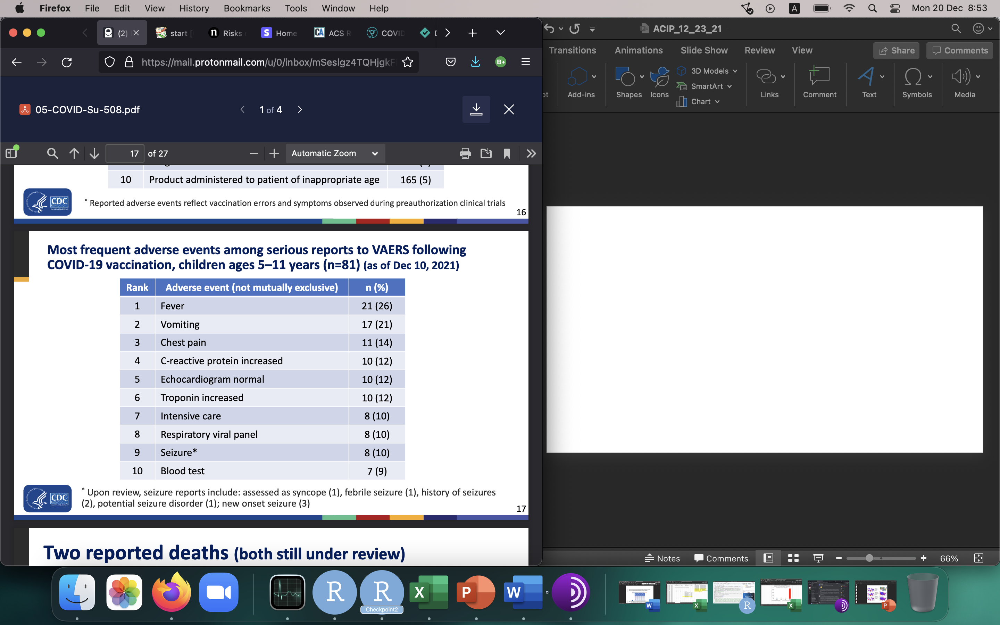 Firefox File Edit View History Bookmarks Tools Window Help
A
Mon 20 Dec 8:53
(2)
start
Risks
Home
ACS R
COVID
ACIP_12_23_21
https://mail.protonmail.com/u/0/inbox/mSeslgz4TQHjgkF
B+
Transitions Animations Slide Show Review View
Share
Comments
Add-ins
Shapes
Icons
3D Models
SmartArt
Chart
Links
Comment
Text
Symbols
Media
05-COVID-Su-508.pdf
1 of 4
17 of 27
Automatic Zoom
10 Product administered to patient of inappropriate age 165 (5)
CDC
* Reported adverse events reflect vaccination errors and symptoms observed during preauthorization clinical trials
16
Most frequent adverse events among serious reports to VAERS following
COVID-19 vaccination, children ages 5–11 years (n=81) (as of Dec 10, 2021)
Rank Adverse event (not mutually exclusive) n (%)
1 Fever 21 (26)
2 Vomiting 17 (21)
3 Chest pain 11 (14)
4 C-reactive protein increased 10 (12)
5 Echocardiogram normal 10 (12)
6 Troponin increased 10 (12)
7 Intensive care 8 (10)
8 Respiratory viral panel 8 (10)
9 Seizure* 8 (10)
10 Blood test 7 (9)
CDC
* Upon review, seizure reports include: assessed as syncope (1), febrile seizure (1), history of seizures
(2), potential seizure disorder (1); new onset seizure (3)
17
Two reported deaths (both still under review)
Notes
Comments
66%
R
R
Checkpoint2
X
P
W